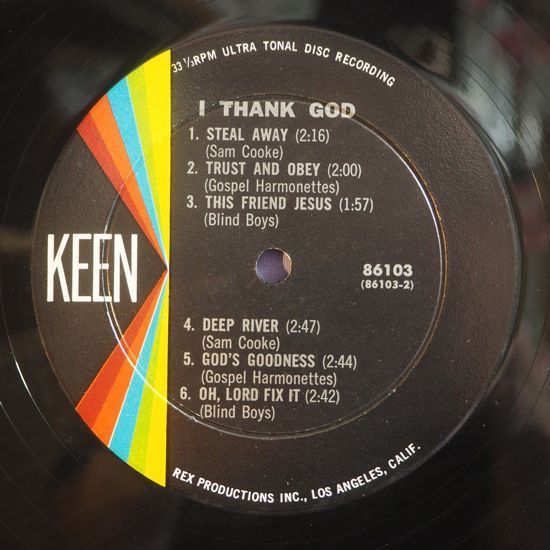 33 1/3 RPM ULTRA TONAL DISC RECORDING
I THANK GOD
1. STEAL AWAY (2:16)
(Sam Cooke)
2. TRUST AND OBEY (2:00)
(Gospel Harmonettes)
3. THIS FRIEND JESUS (1:57)
(Blind Boys)
KEEN
86103
(86103-2)
4. DEEP RIVER (2:47)
(Sam Cooke)
5. GOD'S GOODNESS (2:44)
(Gospel Harmonettes)
6. OH, LORD FIX IT (2:42)
(Blind Boys)
REX PRODUCTIONS INC., LOS ANGELES, CALIF.